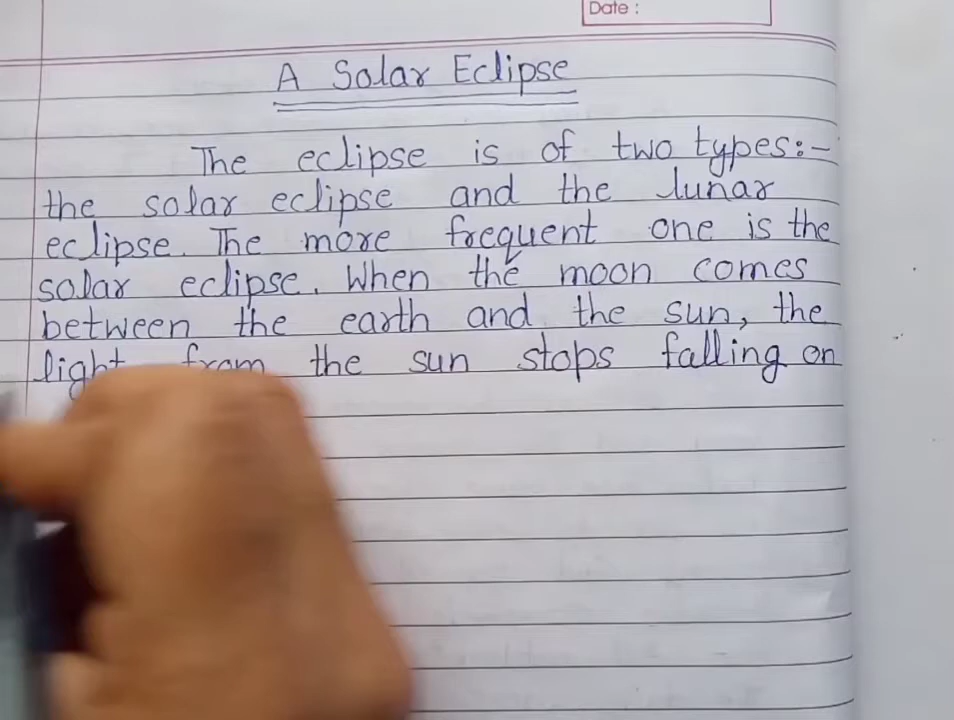 Date :
A Solar Eclipse
The eclipse is of two types:-
the solar eclipse and the lunar
eclipse. The more frequent one is the
solar eclipse. When the moon comes
between the earth and the sun, the
light from the sun stops falling on